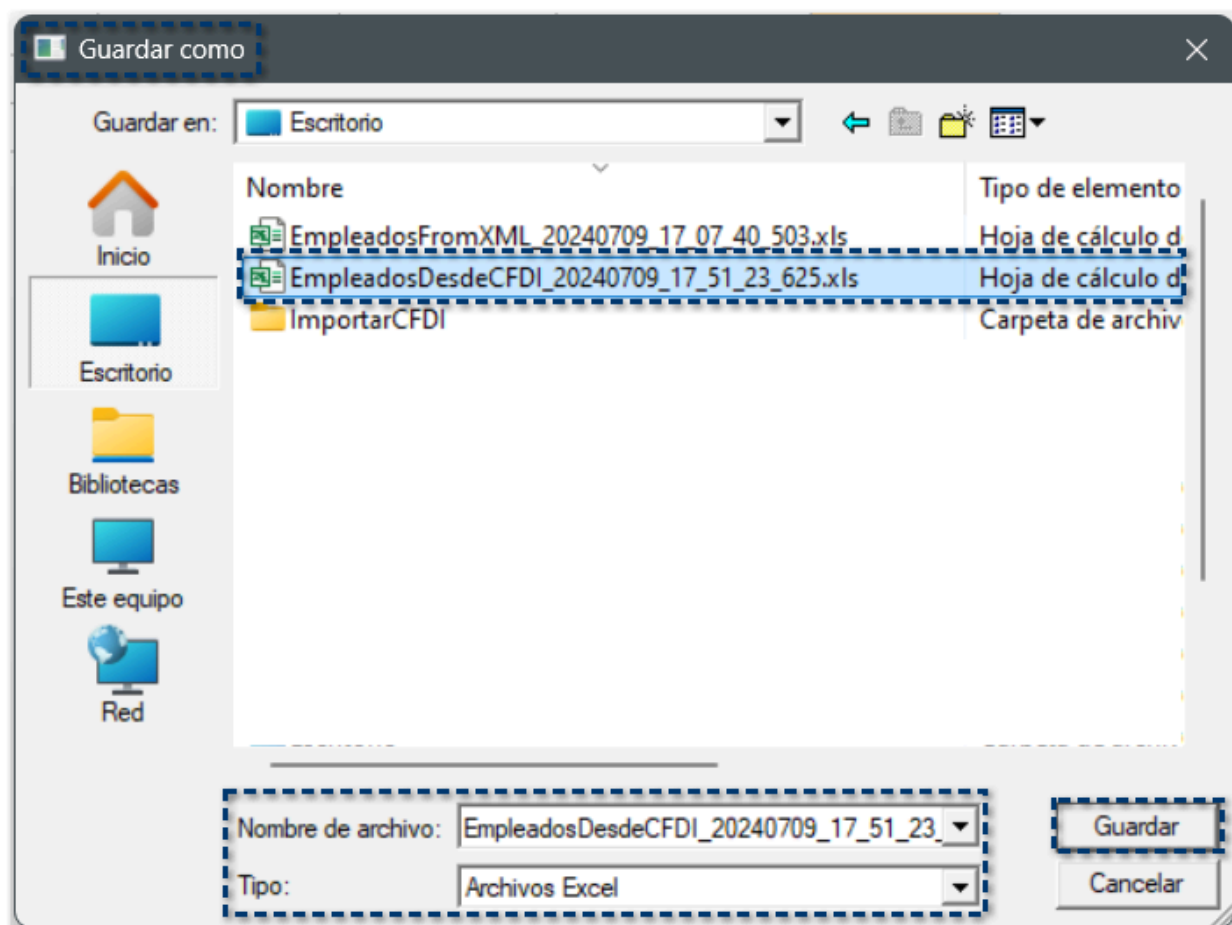 Guardar como
Guardar en: Escritorio
Nombre Tipo de elemento
EmpleadosFromXML_20240709_17_07_40_503.xls Hoja de cálculo d
EmpleadosDesdeCFDI_20240709_17_51_23_625.xls Hoja de cálculo d
ImportarCFDI Carpeta de archiv
Inicio
Escritorio
Bibliotecas
Este equipo
Red
Nombre de archivo: EmpleadosDesdeCFDI_20240709_17_51_23_ Guardar
Tipo: Archivos Excel Cancelar